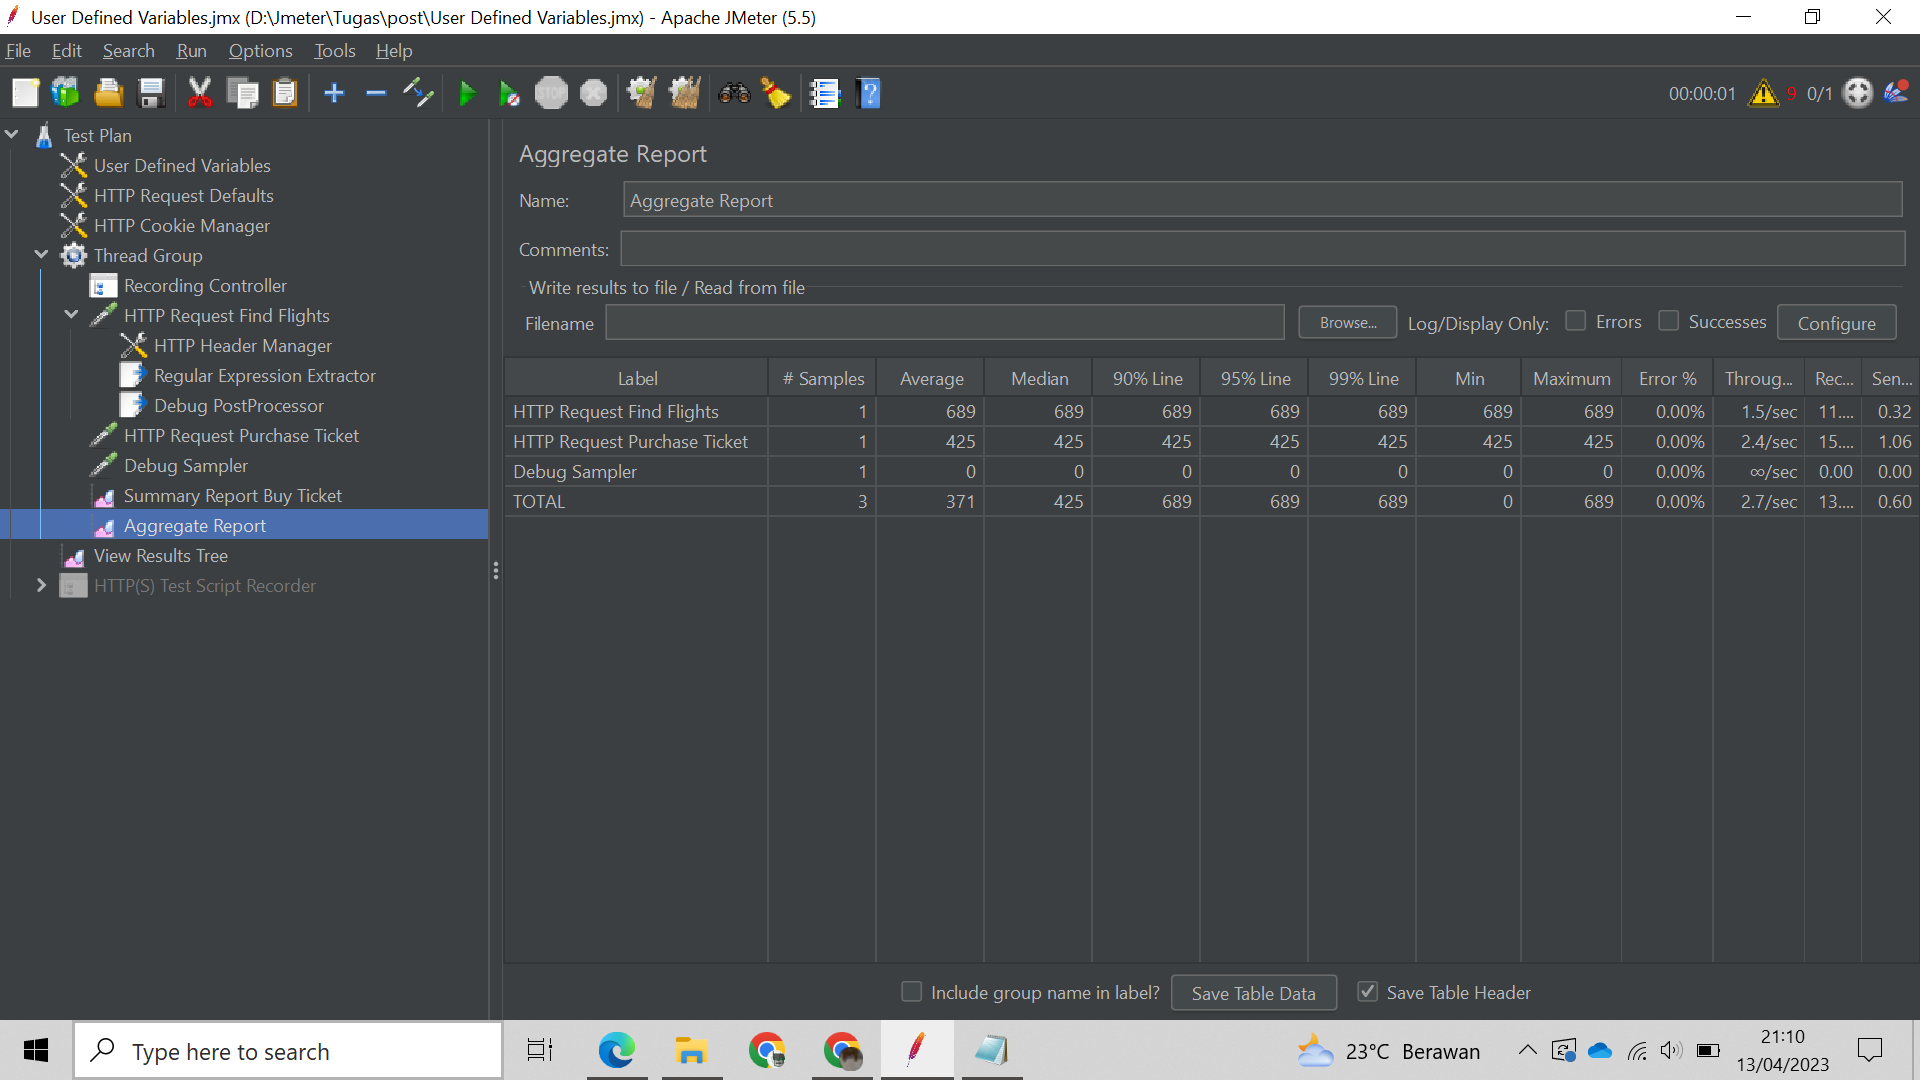 User Defined Variables.jmx (D:\Jmeter\Tugas\post\User Defined Variables.jmx) - Apache JMeter (5.5)
File Edit Search Run Options Tools Help
STOP
00:00:01 9 0/1
Test Plan
User Defined Variables
HTTP Request Defaults
HTTP Cookie Manager
Thread Group
Recording Controller
HTTP Request Find Flights
HTTP Header Manager
Regular Expression Extractor
Debug PostProcessor
HTTP Request Purchase Ticket
Debug Sampler
Summary Report Buy Ticket
Aggregate Report
View Results Tree
HTTP(S) Test Script Recorder
Aggregate Report
Name: Aggregate Report
Comments:
Write results to file / Read from file
Filename Browse... Log/Display Only: Errors Successes Configure
Label # Samples Average Median 90% Line 95% Line 99% Line Min Maximum Error % Throug... Rec... Sen...
HTTP Request Find Flights 1 689 689 689 689 689 689 689 0.00% 1.5/sec 11.... 0.32
HTTP Request Purchase Ticket 1 425 425 425 425 425 425 425 0.00% 2.4/sec 15.... 1.06
Debug Sampler 1 0 0 0 0 0 0 0 0.00% ∞/sec 0.00 0.00
TOTAL 3 371 425 689 689 689 0 689 0.00% 2.7/sec 13.... 0.60
Include group name in label? Save Table Data Save Table Header
Type here to search
23°C Berawan
21:10
13/04/2023